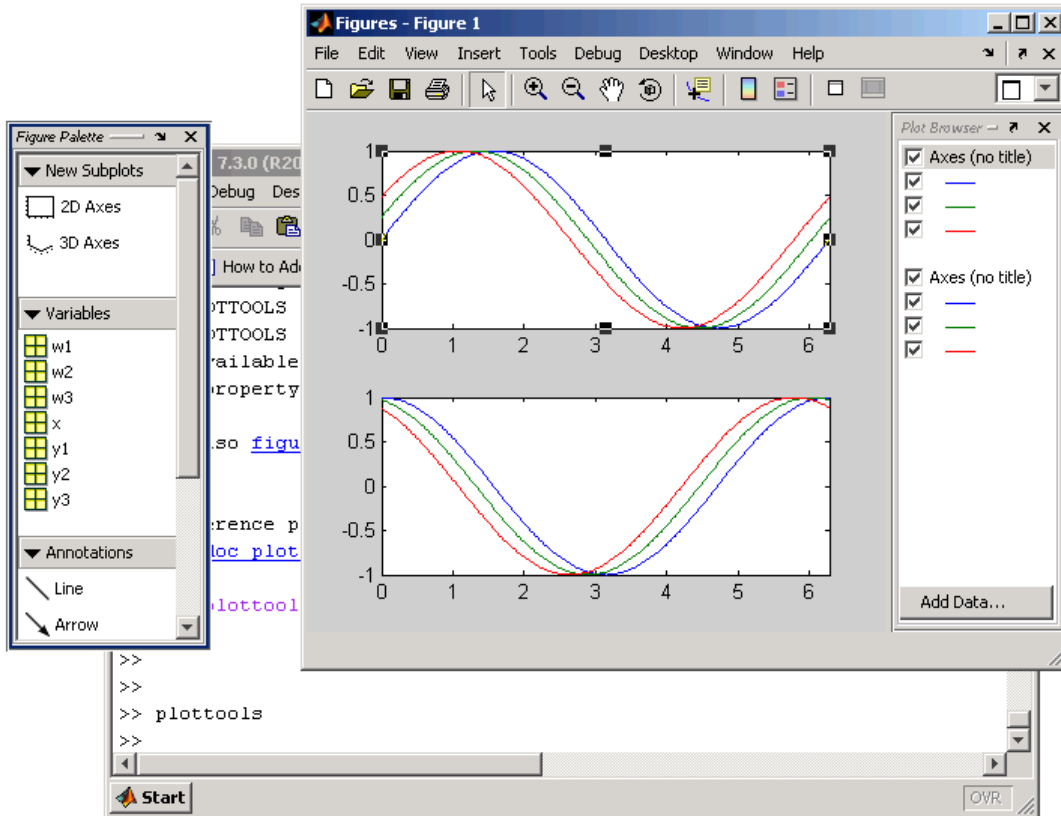 Figures - Figure 1
File Edit View Insert Tools Debug Desktop Window Help
Figure Palette
New Subplots
2D Axes
3D Axes
Variables
w1
w2
w3
x
y1
y2
y3
Annotations
Line
Arrow
7.3.0 (R20
Debug Des
How to Ad
OTTOOLS
OTTOOLS
vailable
property
lso figu
erence p
doc plot
plottool
>>
>>
>> plottools
>>
Start
OVR
1
0.5
0
-0.5
-1
0 1 2 3 4 5 6
1
0.5
0
-0.5
-1
0 1 2 3 4 5 6
Plot Browser
Axes (no title)
Axes (no title)
Add Data...